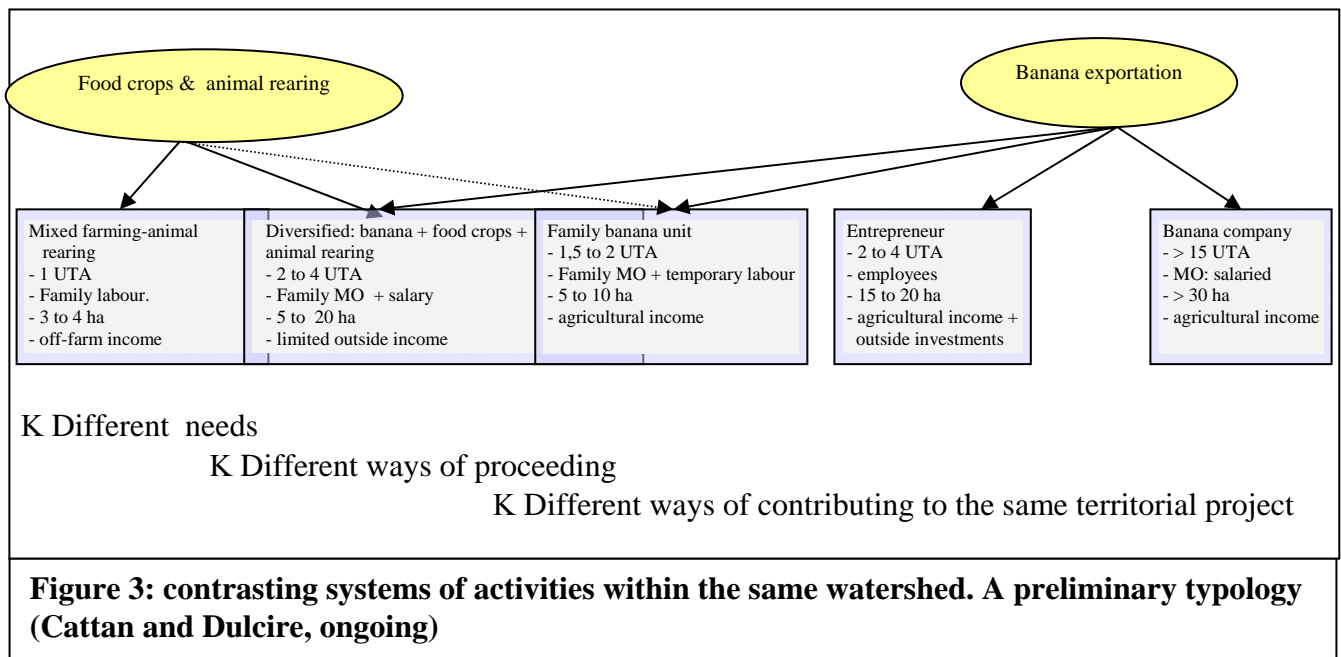 Food crops & animal rearing
Banana exportation
Mixed farming-animal
rearing
- 1 UTA
- Family labour.
- 3 to 4 ha
- off-farm income
Diversified: banana + food crops +
animal rearing
- 2 to 4 UTA
- Family MO + salary
- 5 to 20 ha
- limited outside income
Family banana unit
- 1,5 to 2 UTA
- Family MO + temporary labour
- 5 to 10 ha
- agricultural income
Entrepreneur
- 2 to 4 UTA
- employees
- 15 to 20 ha
- agricultural income +
outside investments
Banana company
- > 15 UTA
- MO: salaried
- > 30 ha
- agricultural income
K Different needs
K Different ways of proceeding
K Different ways of contributing to the same territorial project
Figure 3: contrasting systems of activities within the same watershed. A preliminary typology
(Cattan and Dulcire, ongoing)